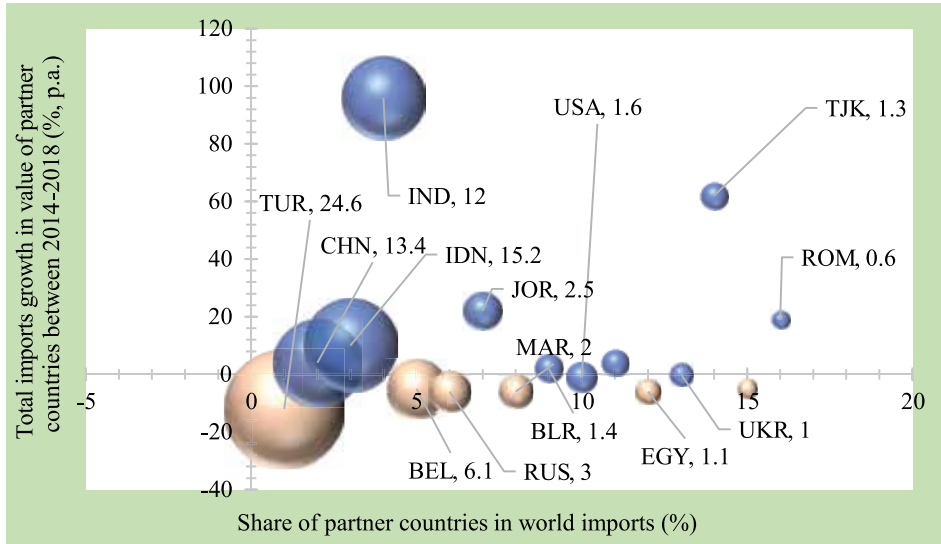 Total imports growth in value of partner
countries between 2014-2018 (%, p.a.)
120
100
80
60
40
20
0
-20
-40
-5
0
5
10
15
20
USA, 1.6
TJK, 1.3
IND, 12
TUR, 24.6
CHN, 13.4
IDN, 15.2
ROM, 0.6
JOR, 2.5
MAR, 2
BLR, 1.4
UKR, 1
EGY, 1.1
BEL, 6.1
RUS, 3
Share of partner countries in world imports (%)